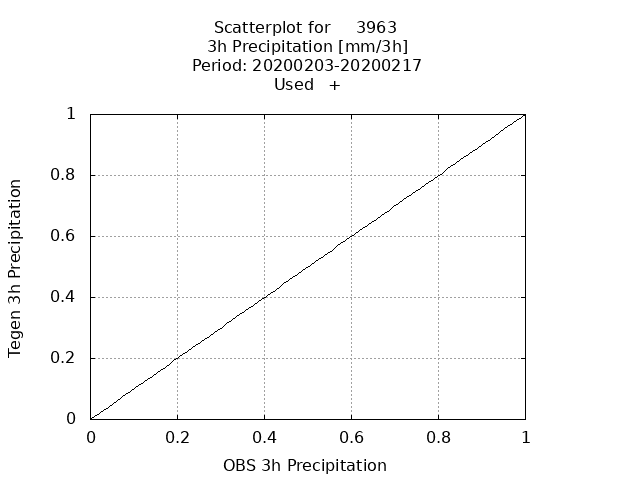 Scatterplot for 3963
3h Precipitation [mm/3h]
Period: 20200203-20200217
Used +
1
0.8
0.6
0.4
0.2
0
Tegen 3h Precipitation
0 0.2 0.4 0.6 0.8 1
OBS 3h Precipitation